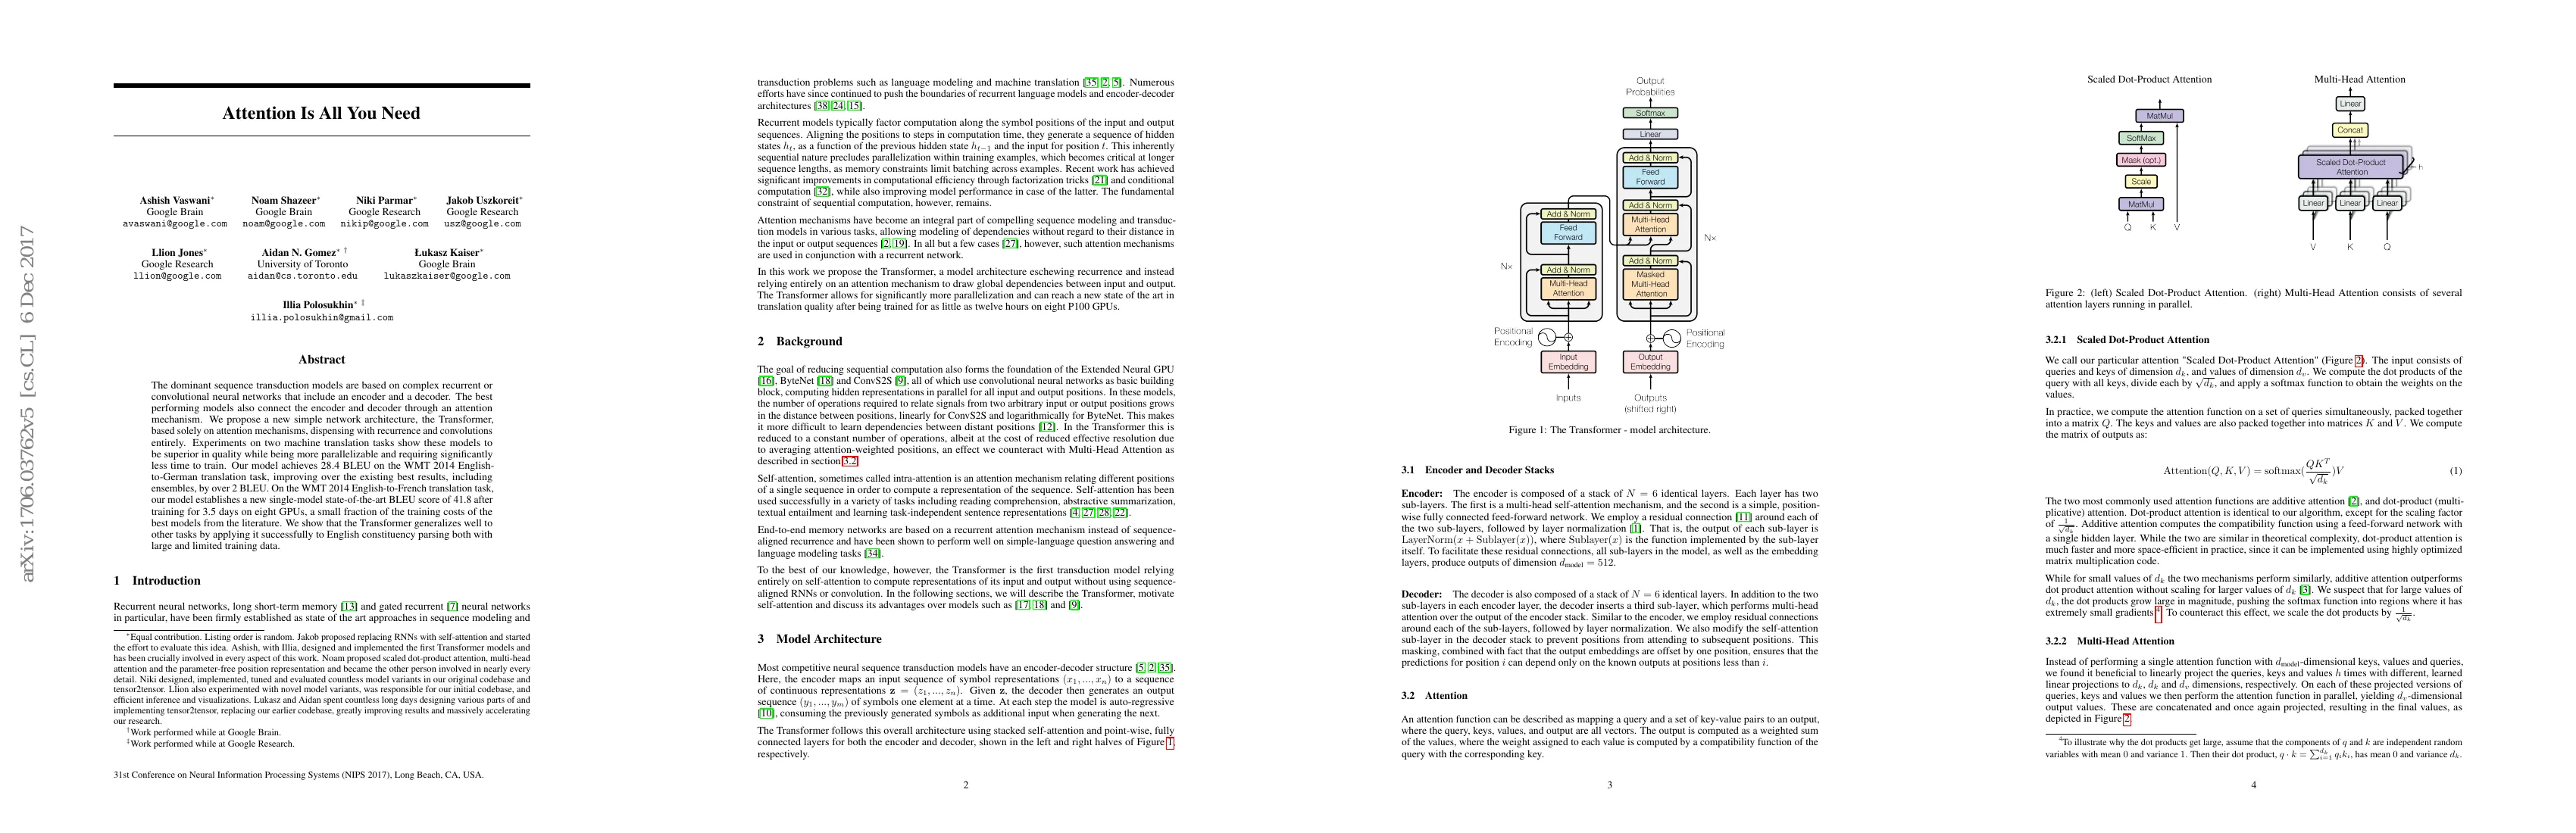 arXiv:1706.03762v5 [cs.CL] 6 Dec 2017
Attention Is All You Need
Ashish Vaswani* Noam Shazeer* Niki Parmar* Jakob Uszkoreit*
Google Brain Google Brain Google Research Google Research
avaswani@google.com noam@google.com nikip@google.com usz@google.com
Llion Jones* Aidan N. Gomez* † Łukasz Kaiser*
Google Research University of Toronto Google Brain
llion@google.com aidan@cs.toronto.edu lukaszkaiser@google.com
Illia Polosukhin* ‡
illia.polosukhin@gmail.com
Abstract
The dominant sequence transduction models are based on complex recurrent or
convolutional neural networks that include an encoder and a decoder. The best
performing models also connect the encoder and decoder through an attention
mechanism. We propose a new simple network architecture, the Transformer,
based solely on attention mechanisms, dispensing with recurrence and convolutions
entirely. Experiments on two machine translation tasks show these models to
be superior in quality while being more parallelizable and requiring significantly
less time to train. Our model achieves 28.4 BLEU on the WMT 2014 English-
to-German translation task, improving over the existing best results, including
ensembles, by over 2 BLEU. On the WMT 2014 English-to-French translation task,
our model establishes a new single-model state-of-the-art BLEU score of 41.8 after
training for 3.5 days on eight GPUs, a small fraction of the training costs of the
best models from the literature. We show that the Transformer generalizes well to
other tasks by applying it successfully to English constituency parsing both with
large and limited training data.
1 Introduction
Recurrent neural networks, long short-term memory [13] and gated recurrent [7] neural networks
in particular, have been firmly established as state of the art approaches in sequence modeling and
*Equal contribution. Listing order is random. Jakob proposed replacing RNNs with self-attention and started
the effort to evaluate this idea. Ashish, with Illia, designed and implemented the first Transformer models and
has been crucially involved in every aspect of this work. Noam proposed scaled dot-product attention, multi-head
attention and the parameter-free position representation and became the other person involved in nearly every
detail. Niki designed, implemented, tuned and evaluated countless model variants in our original codebase and
tensor2tensor. Llion also experimented with novel model variants, was responsible for our initial codebase, and
efficient inference and visualizations. Lukasz and Aidan spent countless long days designing various parts of and
implementing tensor2tensor, replacing our earlier codebase, greatly improving results and massively accelerating
our research.
†Work performed while at Google Brain.
‡Work performed while at Google Research.
31st Conference on Neural Information Processing Systems (NIPS 2017), Long Beach, CA, USA.
transduction problems such as language modeling and machine translation [35, 2, 5]. Numerous
efforts have since continued to push the boundaries of recurrent language models and encoder-decoder
architectures [38, 24, 15].
Recurrent models typically factor computation along the symbol positions of the input and output
sequences. Aligning the positions to steps in computation time, they generate a sequence of hidden
states hₜ, as a function of the previous hidden state hₜ₋₁ and the input for position t. This inherently
sequential nature precludes parallelization within training examples, which becomes critical at longer
sequence lengths, as memory constraints limit batching across examples. Recent work has achieved
significant improvements in computational efficiency through factorization tricks [21] and conditional
computation [32], while also improving model performance in case of the latter. The fundamental
constraint of sequential computation, however, remains.
Attention mechanisms have become an integral part of compelling sequence modeling and transduc-
tion models in various tasks, allowing modeling of dependencies without regard to their distance in
the input or output sequences [2, 19]. In all but a few cases [27], however, such attention mechanisms
are used in conjunction with a recurrent network.
In this work we propose the Transformer, a model architecture eschewing recurrence and instead
relying entirely on an attention mechanism to draw global dependencies between input and output.
The Transformer allows for significantly more parallelization and can reach a new state of the art in
translation quality after being trained for as little as twelve hours on eight P100 GPUs.
2 Background
The goal of reducing sequential computation also forms the foundation of the Extended Neural GPU
[16], ByteNet [18] and ConvS2S [9], all of which use convolutional neural networks as basic building
block, computing hidden representations in parallel for all input and output positions. In these models,
the number of operations required to relate signals from two arbitrary input or output positions grows
in the distance between positions, linearly for ConvS2S and logarithmically for ByteNet. This makes
it more difficult to learn dependencies between distant positions [12]. In the Transformer this is
reduced to a constant number of operations, albeit at the cost of reduced effective resolution due
to averaging attention-weighted positions, an effect we counteract with Multi-Head Attention as
described in section 3.2.
Self-attention, sometimes called intra-attention is an attention mechanism relating different positions
of a single sequence in order to compute a representation of the sequence. Self-attention has been
used successfully in a variety of tasks including reading comprehension, abstractive summarization,
textual entailment and learning task-independent sentence representations [4, 27, 28, 22].
End-to-end memory networks are based on a recurrent attention mechanism instead of sequence-
aligned recurrence and have been shown to perform well on simple-language question answering and
language modeling tasks [34].
To the best of our knowledge, however, the Transformer is the first transduction model relying
entirely on self-attention to compute representations of its input and output without using sequence-
aligned RNNs or convolution. In the following sections, we will describe the Transformer, motivate
self-attention and discuss its advantages over models such as [17, 18] and [9].
3 Model Architecture
Most competitive neural sequence transduction models have an encoder-decoder structure [5, 2, 35].
Here, the encoder maps an input sequence of symbol representations (x₁, ..., xₙ) to a sequence
of continuous representations z = (z₁, ..., zₙ). Given z, the decoder then generates an output
sequence (y₁, ..., yₘ) of symbols one element at a time. At each step the model is auto-regressive
[10], consuming the previously generated symbols as additional input when generating the next.
The Transformer follows this overall architecture using stacked self-attention and point-wise, fully
connected layers for both the encoder and decoder, shown in the left and right halves of Figure 1,
respectively.
2
Output
Probabilities
Softmax
Linear
Add & Norm
Feed
Forward
Add & Norm
Multi-Head
Attention
Add & Norm
Masked
Multi-Head
Attention
N×
Add & Norm
Feed
Forward
Add & Norm
Multi-Head
Attention
N×
Positional
Encoding
Positional
Encoding
Input
Embedding
Output
Embedding
Inputs
Outputs
(shifted right)
Figure 1: The Transformer - model architecture.
3.1 Encoder and Decoder Stacks
Encoder: The encoder is composed of a stack of N = 6 identical layers. Each layer has two
sub-layers. The first is a multi-head self-attention mechanism, and the second is a simple, position-
wise fully connected feed-forward network. We employ a residual connection [11] around each of
the two sub-layers, followed by layer normalization [1]. That is, the output of each sub-layer is
LayerNorm(x + Sublayer(x)), where Sublayer(x) is the function implemented by the sub-layer
itself. To facilitate these residual connections, all sub-layers in the model, as well as the embedding
layers, produce outputs of dimension d_model = 512.
Decoder: The decoder is also composed of a stack of N = 6 identical layers. In addition to the two
sub-layers in each encoder layer, the decoder inserts a third sub-layer, which performs multi-head
attention over the output of the encoder stack. Similar to the encoder, we employ residual connections
around each of the sub-layers, followed by layer normalization. We also modify the self-attention
sub-layer in the decoder stack to prevent positions from attending to subsequent positions. This
masking, combined with fact that the output embeddings are offset by one position, ensures that the
predictions for position i can depend only on the known outputs at positions less than i.
3.2 Attention
An attention function can be described as mapping a query and a set of key-value pairs to an output,
where the query, keys, values, and output are all vectors. The output is computed as a weighted sum
of the values, where the weight assigned to each value is computed by a compatibility function of the
query with the corresponding key.
3
Scaled Dot-Product Attention
MatMul
SoftMax
Mask (opt.)
Scale
MatMul
Q K V
Multi-Head Attention
Linear
Concat
Scaled Dot-Product
Attention
h
Linear Linear Linear
V K Q
Figure 2: (left) Scaled Dot-Product Attention. (right) Multi-Head Attention consists of several
attention layers running in parallel.
3.2.1 Scaled Dot-Product Attention
We call our particular attention "Scaled Dot-Product Attention" (Figure 2). The input consists of
queries and keys of dimension d_k, and values of dimension d_v. We compute the dot products of the
query with all keys, divide each by √d_k, and apply a softmax function to obtain the weights on the
values.
In practice, we compute the attention function on a set of queries simultaneously, packed together
into a matrix Q. The keys and values are also packed together into matrices K and V. We compute
the matrix of outputs as:
Attention(Q, K, V) = softmax(QK^T/√d_k)V (1)
The two most commonly used attention functions are additive attention [2], and dot-product (multi-
plicative) attention. Dot-product attention is identical to our algorithm, except for the scaling factor
of 1/√d_k. Additive attention computes the compatibility function using a feed-forward network with
a single hidden layer. While the two are similar in theoretical complexity, dot-product attention is
much faster and more space-efficient in practice, since it can be implemented using highly optimized
matrix multiplication code.
While for small values of d_k the two mechanisms perform similarly, additive attention outperforms
dot product attention without scaling for larger values of d_k [3]. We suspect that for large values of
d_k, the dot products grow large in magnitude, pushing the softmax function into regions where it has
extremely small gradients ⁴. To counteract this effect, we scale the dot products by 1/√d_k.
3.2.2 Multi-Head Attention
Instead of performing a single attention function with d_model-dimensional keys, values and queries,
we found it beneficial to linearly project the queries, keys and values h times with different, learned
linear projections to d_k, d_k and d_v dimensions, respectively. On each of these projected versions of
queries, keys and values we then perform the attention function in parallel, yielding d_v-dimensional
output values. These are concatenated and once again projected, resulting in the final values, as
depicted in Figure 2.
⁴To illustrate why the dot products get large, assume that the components of q and k are independent random
variables with mean 0 and variance 1. Then their dot product, q · k = ∑_{i=1}^{d_k} q_i k_i, has mean 0 and variance d_k.
4